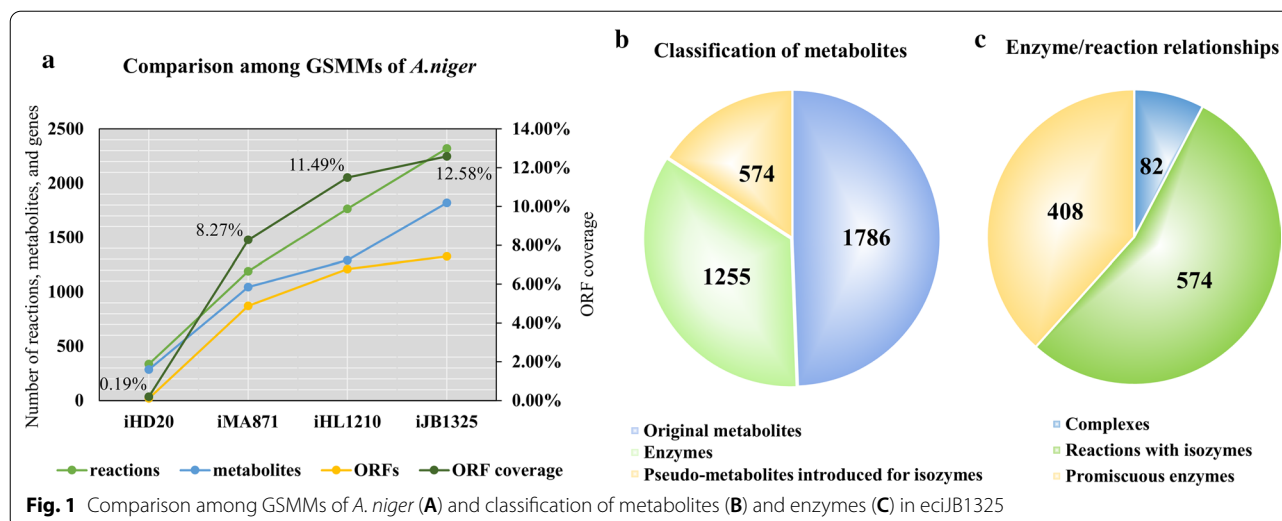 a
Comparison among GSMMs of A.niger
Number of reactions, metabolites, and genes
2500
2000
1500
1000
500
0
14.00%
12.00%
10.00%
8.00%
6.00%
4.00%
2.00%
0.00%
ORF coverage
0.19%
8.27%
11.49%
12.58%
iHD20 iMA871 iHL1210 iJB1325
reactions metabolites ORFs ORF coverage
b
Classification of metabolites
574
1786
1255
Original metabolites
Enzymes
Pseudo-metabolites introduced for isozymes
c
Enzyme/reaction relationships
82
408
574
Complexes
Reactions with isozymes
Promiscuous enzymes
Fig. 1 Comparison among GSMMs of A. niger (A) and classification of metabolites (B) and enzymes (C) in eciJB1325